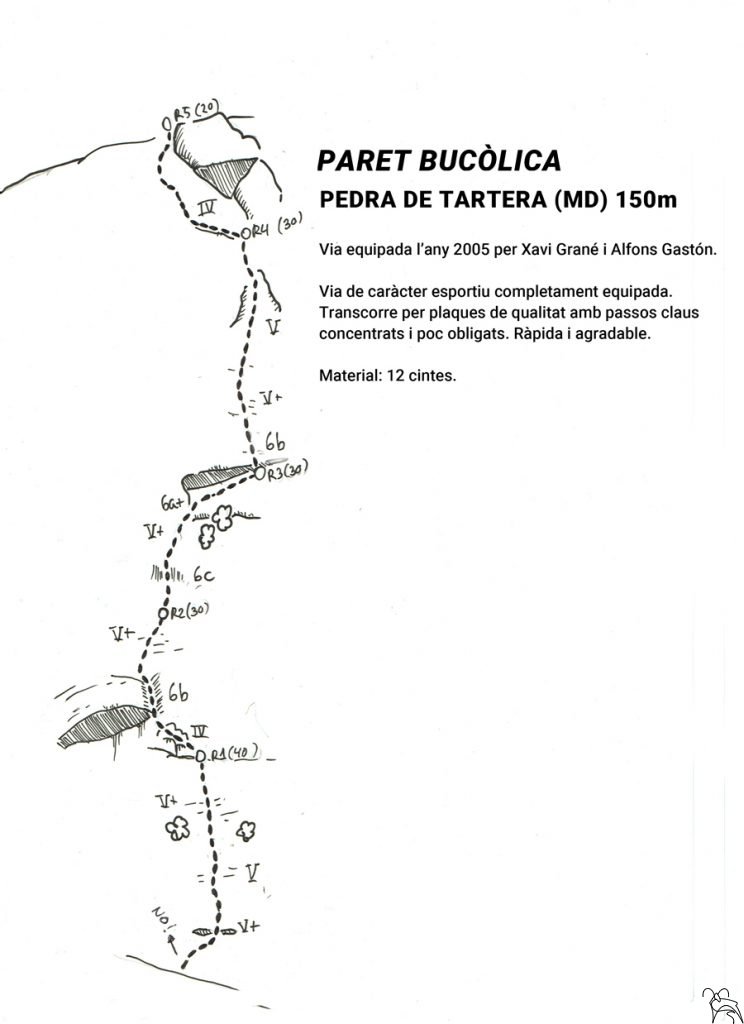 R5(20)
PARET BUCÒLICA
PEDRA DE TARTERA (MD) 150m
IV
R4 (30)
Via equipada l’any 2005 per Xavi Grané i Alfons Gastón.
Via de caràcter esportiu completament equipada.
Transcorre per plaques de qualitat amb passos claus
concentrats i poc obligats. Ràpida i agradable.
V
Material: 12 cintes.
V+
6b
R3(30)
6a+
V+
6c
R2(30)
V+
6b
IV
R1(40)
V+
V
No!
V+